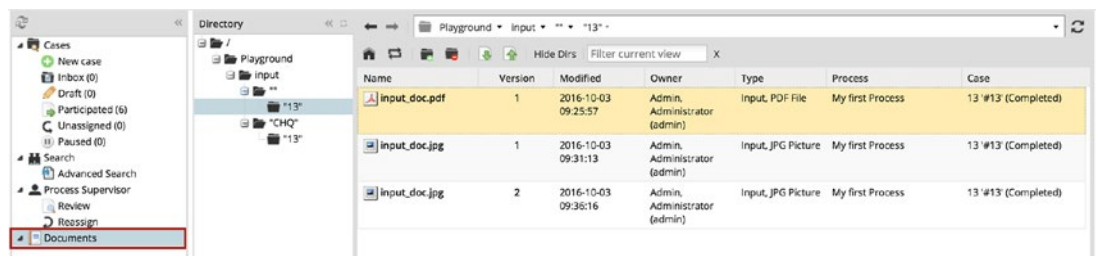 Cases
New case
Inbox (0)
Draft (0)
Participated (6)
Unassigned (0)
Paused (0)
Search
Advanced Search
Process Supervisor
Review
Reassign
Documents
Directory
/
Playground
input
""
"13"
"CHQ"
"13"
Playground input "" "13"
Hide Dirs Filter current view X
Name Version Modified Owner Type Process Case
input_doc.pdf 1 2016-10-03 Admin, Input, PDF File My first Process 13 '#13' (Completed)
09:25:57 Administrator
(admin)
input_doc.jpg 1 2016-10-03 Admin, Input, JPG Picture My first Process 13 '#13' (Completed)
09:31:13 Administrator
(admin)
input_doc.jpg 2 2016-10-03 Admin, Input, JPG Picture My first Process 13 '#13' (Completed)
09:36:16 Administrator
(admin)